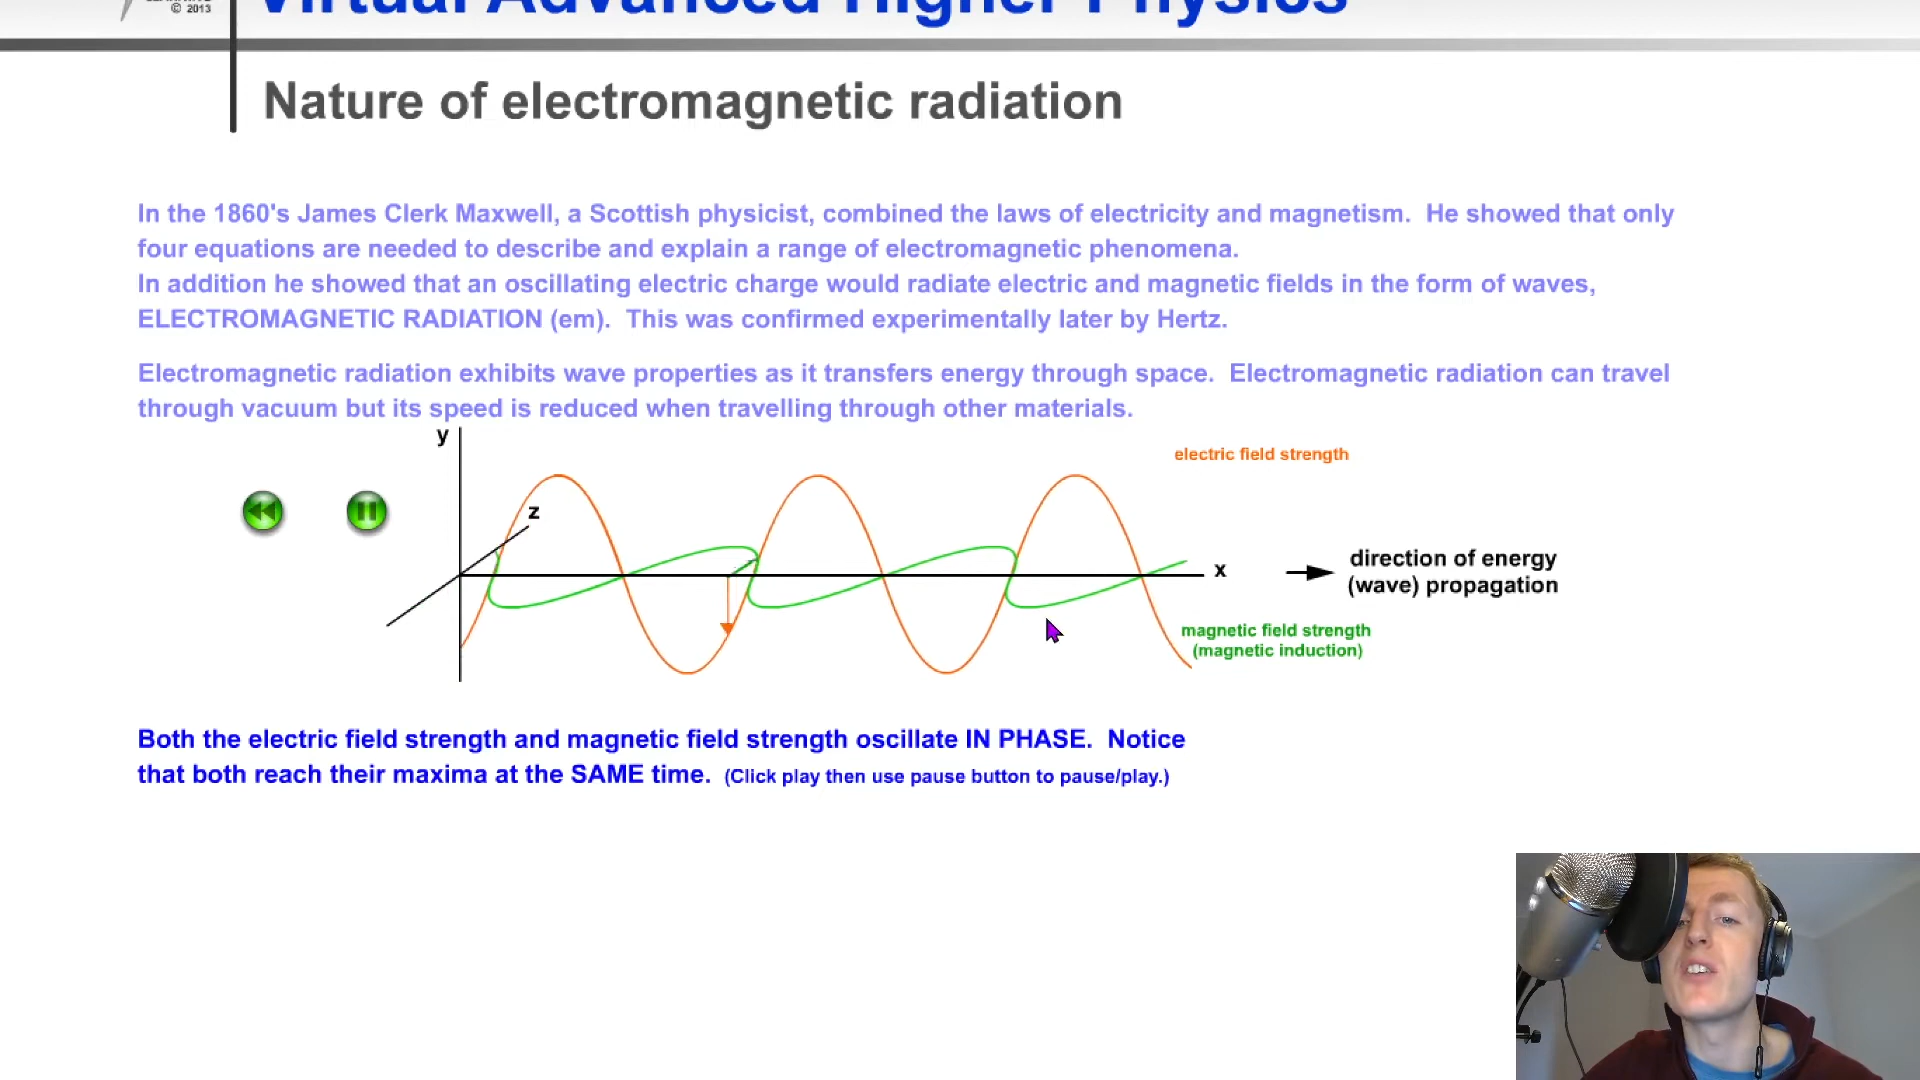 © 2013
Virtual Advanced Higher Physics
Nature of electromagnetic radiation
In the 1860's James Clerk Maxwell, a Scottish physicist, combined the laws of electricity and magnetism.  He showed that only
four equations are needed to describe and explain a range of electromagnetic phenomena.
In addition he showed that an oscillating electric charge would radiate electric and magnetic fields in the form of waves,
ELECTROMAGNETIC RADIATION (em).  This was confirmed experimentally later by Hertz.
Electromagnetic radiation exhibits wave properties as it transfers energy through space.  Electromagnetic radiation can travel
through vacuum but its speed is reduced when travelling through other materials.
y
electric field strength
z
direction of energy
x
(wave) propagation
magnetic field strength
(magnetic induction)
Both the electric field strength and magnetic field strength oscillate IN PHASE.  Notice
that both reach their maxima at the SAME time.  (Click play then use pause button to pause/play.)